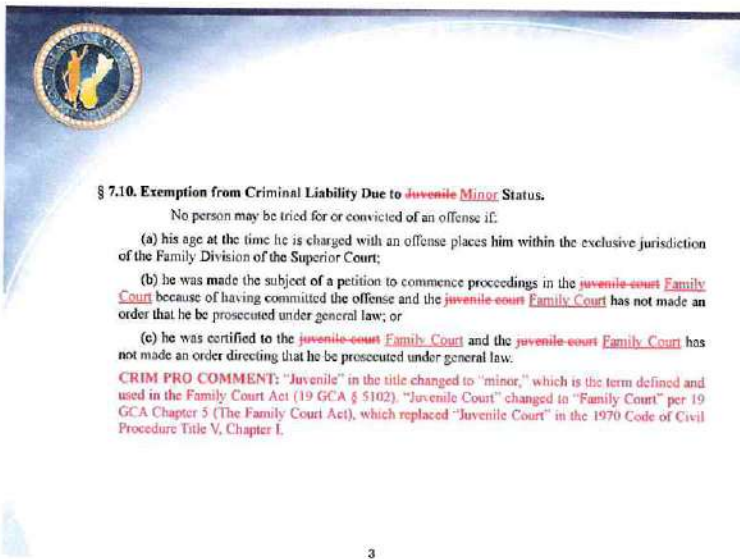 § 7.10. Exemption from Criminal Liability Due to Juvenile Minor Status.
No person may be tried for or convicted of an offense if:
(a) his age at the time he is charged with an offense places him within the exclusive jurisdiction
of the Family Division of the Superior Court;
(b) he was made the subject of a petition to commence proceedings in the juvenile court Family
Court because of having committed the offense and the juvenile court Family Court has not made an
order that he be prosecuted under general law; or
(c) he was certified to the juvenile court Family Court and the juvenile court Family Court has
not made an order directing that he be prosecuted under general law.
CRIM PRO COMMENT: "Juvenile" in the title changed to "minor," which is the term defined and
used in the Family Court Act (19 GCA § 5102). "Juvenile Court" changed to "Family Court" per 19
GCA Chapter 5 (The Family Court Act), which replaced "Juvenile Court" in the 1970 Code of Civil
Procedure Title V, Chapter I.
3